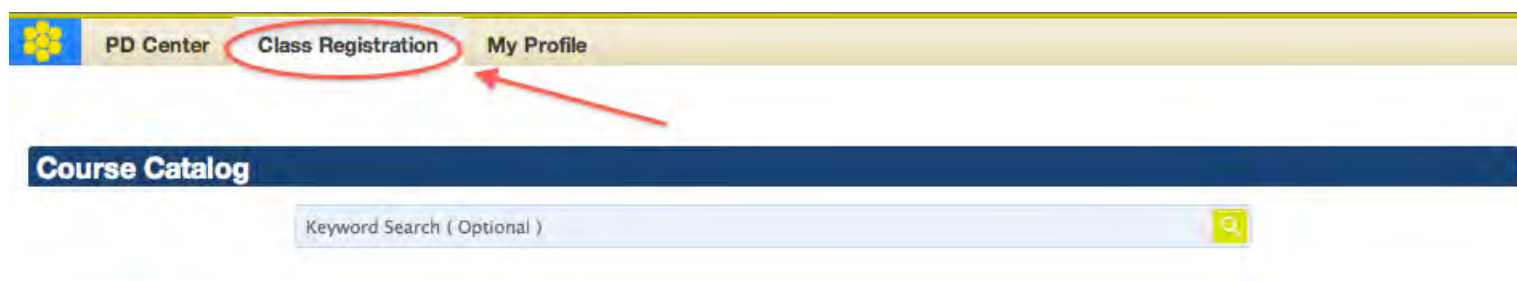 PD Center Class Registration My Profile
Course Catalog
Keyword Search ( Optional )